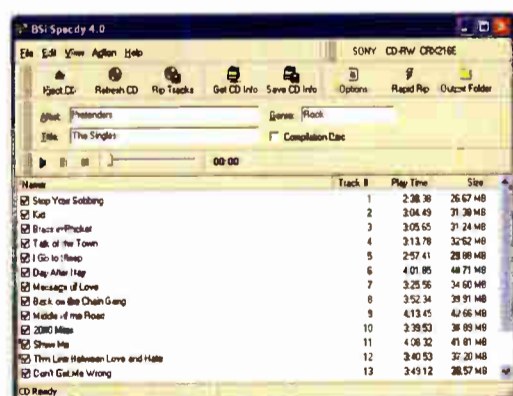 BSi Speedy 4.0
File Edit View Action Help
SONY CD-RW CRX216E
Eject CD Refresh CD Rip Tracks Get CD Info Save CD Info Options Rapid Rip Output Folder
Artist: Pretenders Genre: Rock
Title: The Singles Compilation Disc
00:00
Name Track # Play Time Size
Stop Your Sobbing 1 2:38.38 26.67 MB
Kid 2 3:04.49 31.39 MB
Brass in Pocket 3 3:05.65 31.24 MB
Talk of the Town 4 3:13.78 32.62 MB
I Go to Sleep 5 2:57.41 29.88 MB
Day After Day 6 4:01.85 40.71 MB
Message of Love 7 3:25.56 34.60 MB
Back on the Chain Gang 8 3:52.34 39.91 MB
Middle of the Road 9 4:13.45 42.66 MB
2000 Miles 10 3:39.53 36.89 MB
Show Me 11 4:08.32 41.81 MB
Thin Line Between Love and Hate 12 3:40.53 37.20 MB
Don't Get Me Wrong 13 3:49.12 38.57 MB
CD Ready